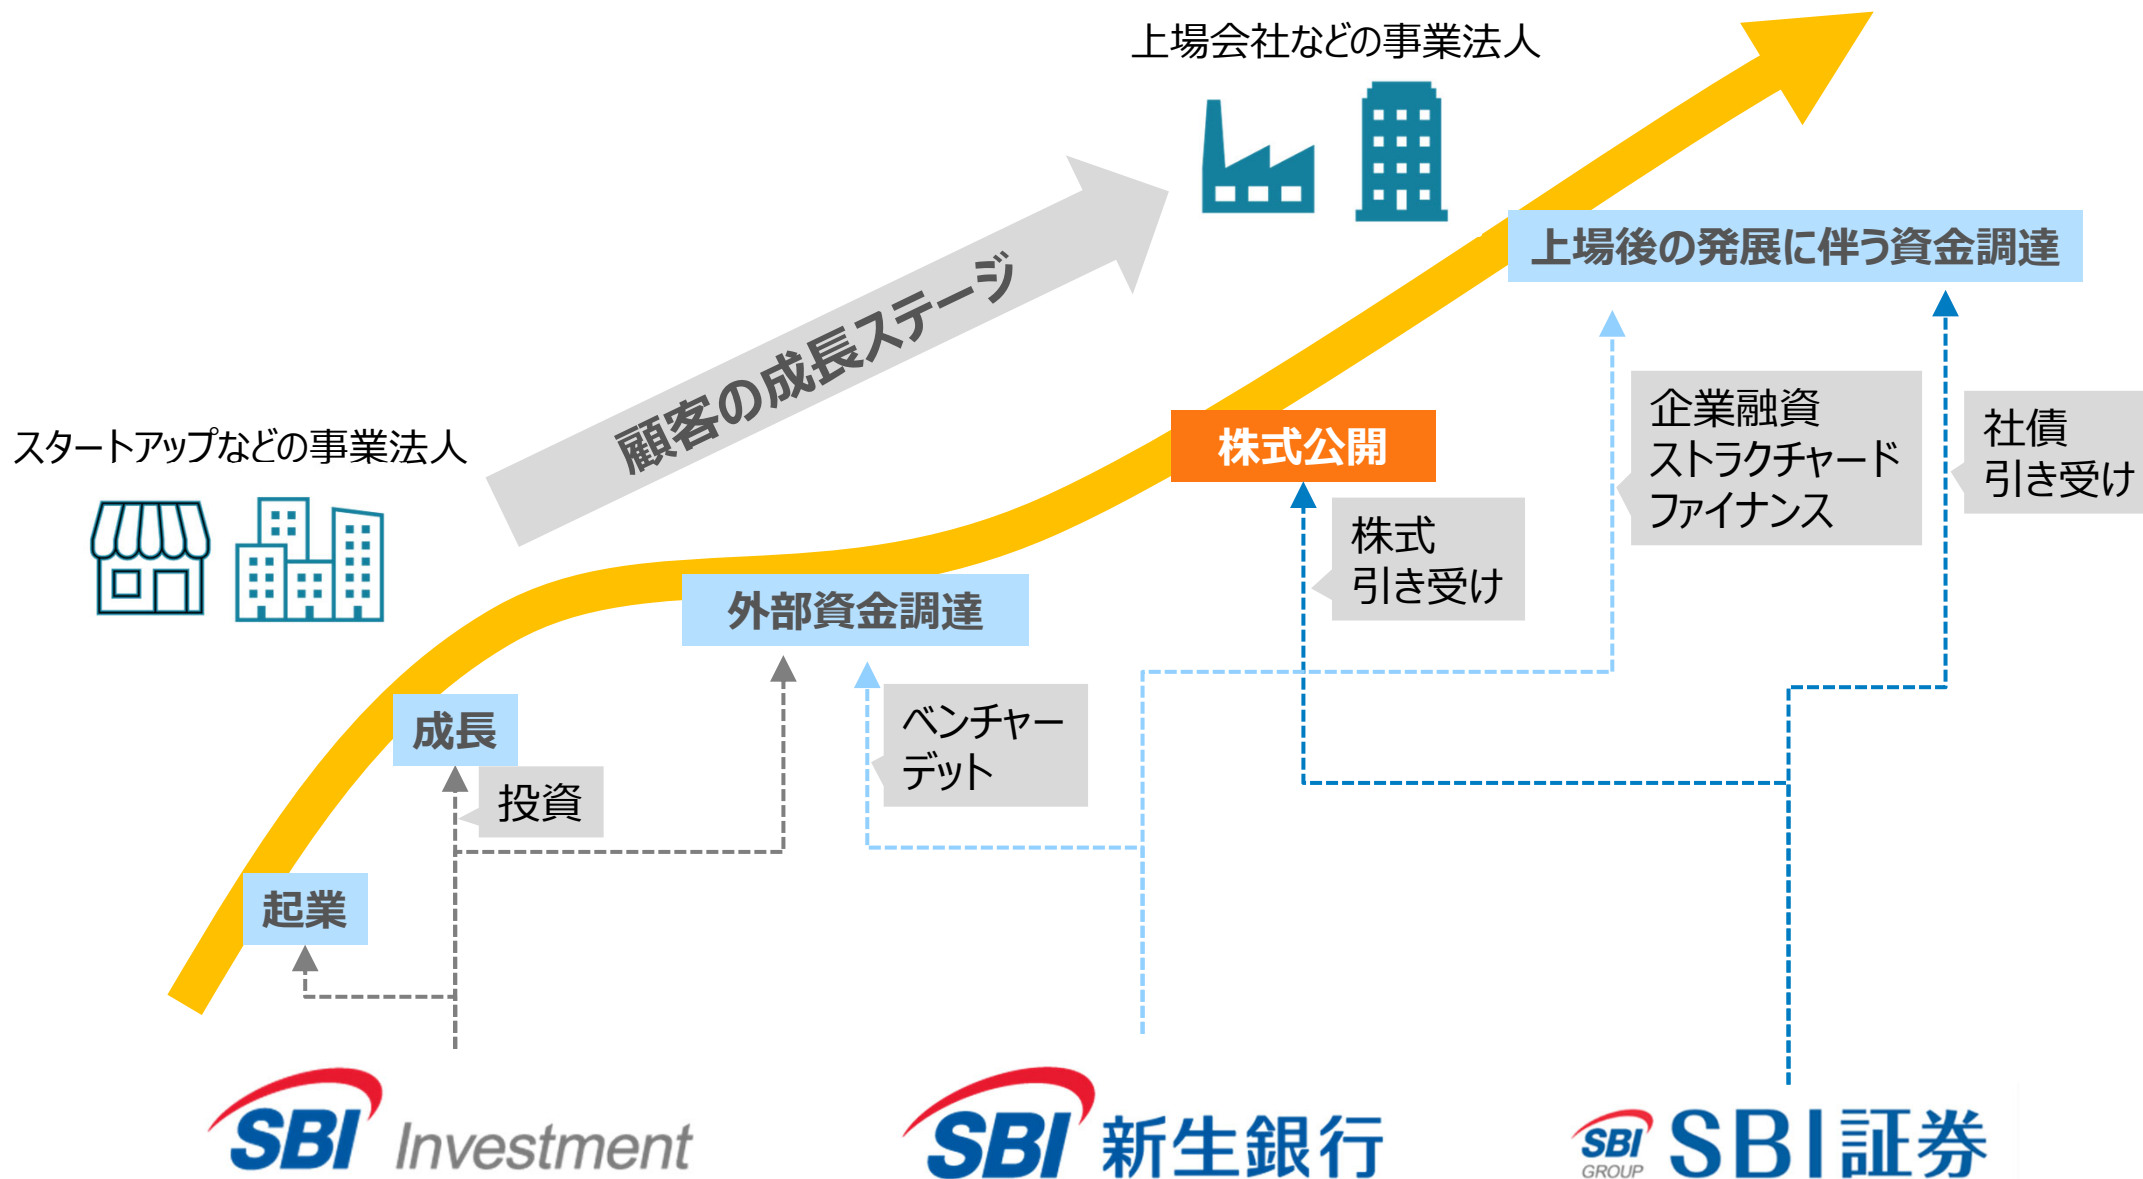 上場会社などの事業法人
顧客の成長ステージ
上場後の発展に伴う資金調達
スタートアップなどの事業法人
株式公開
企業融資
ストラクチャード
ファイナンス
社債
引き受け
株式
引き受け
外部資金調達
ベンチャー
デット
成長
投資
起業
SBI Investment
SBI 新生銀行
SBI GROUP SBI証券